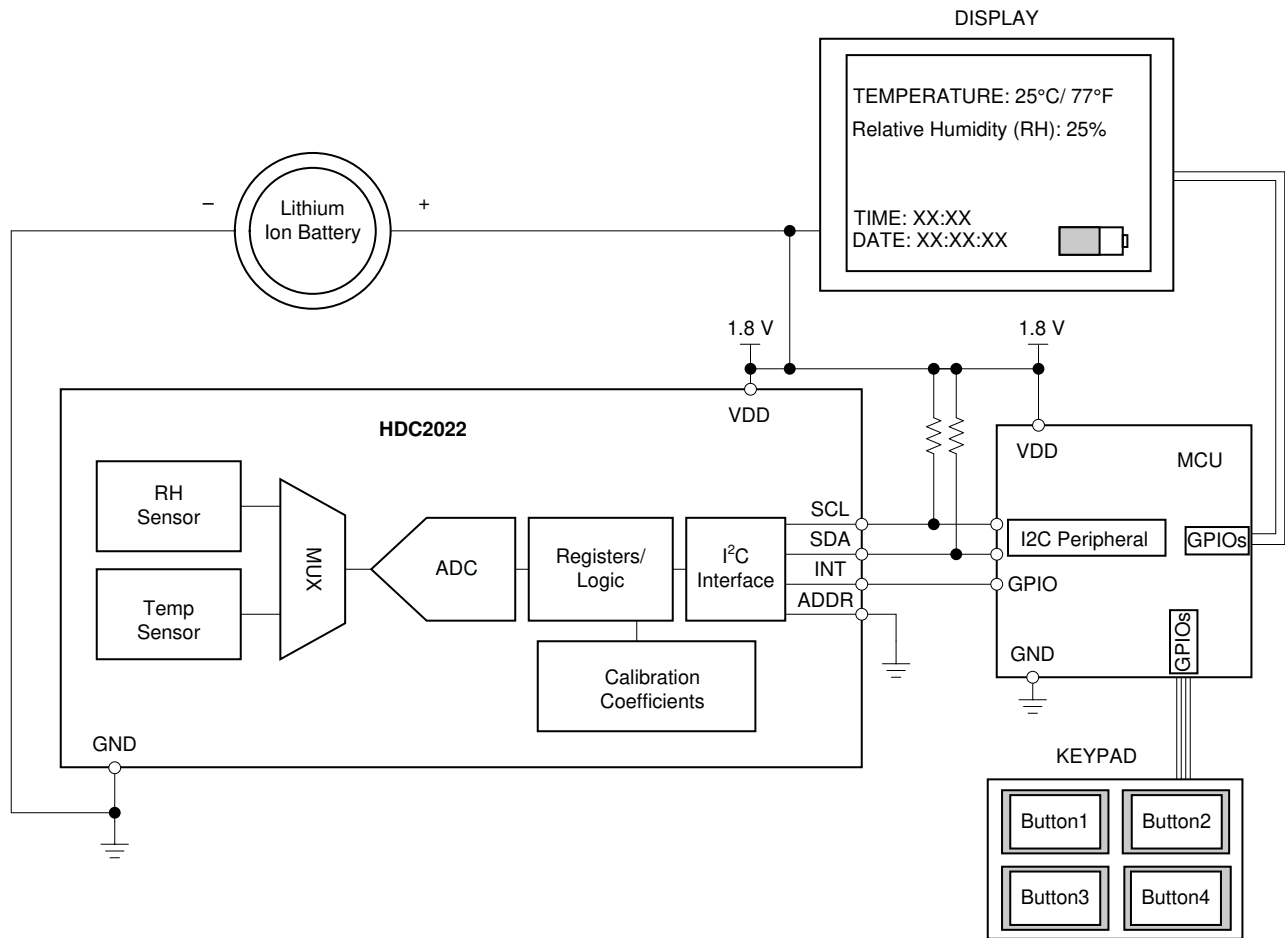 DISPLAY
TEMPERATURE: 25°C/ 77°F
Relative Humidity (RH): 25%
TIME: XX:XX
DATE: XX:XX:XX
–
Lithium
Ion Battery
+
1.8 V
1.8 V
VDD
HDC2022
RH
Sensor
Temp
Sensor
MUX
ADC
Registers/
Logic
I²C
Interface
Calibration
Coefficients
SCL
SDA
INT
ADDR
GND
VDD
MCU
I2C Peripheral
GPIOs
GPIO
GND
GPIOs
KEYPAD
Button1
Button2
Button3
Button4